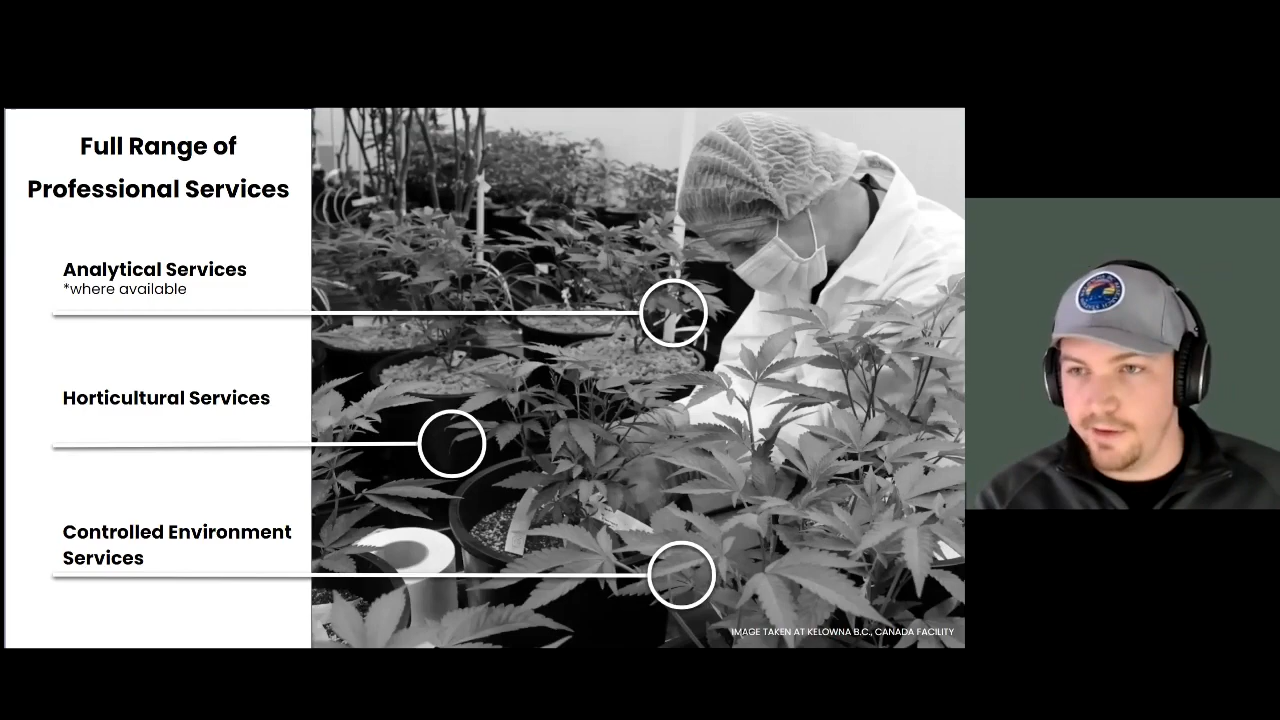 Full Range of
Professional Services
Analytical Services
*where available
Horticultural Services
Controlled Environment
Services
IMAGE TAKEN AT KELOWNA B.C., CANADA FACILITY